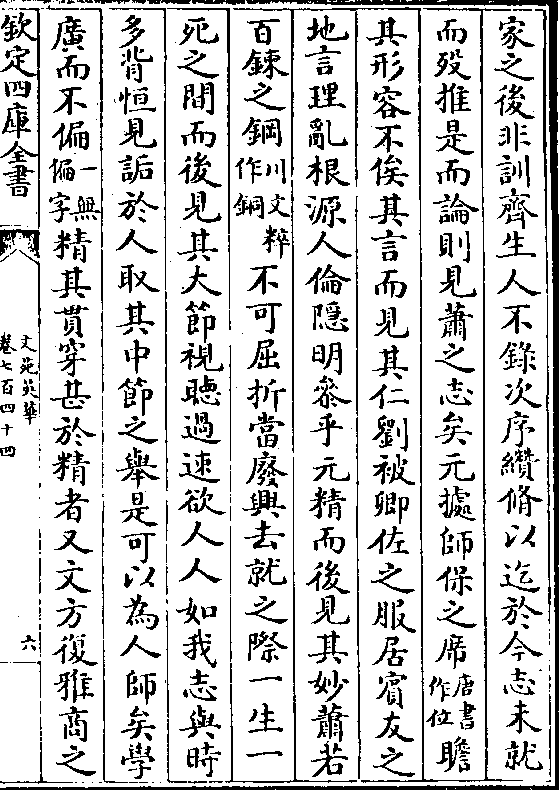 家之後非訓齊生人不錄次序纘脩以迄於今志未就
而殁推是而論則見蕭之志矣元據師保之席唐書作位瞻
其形容不俟其言而見其仁劉被卿佐之服居賓友之
地言理亂根源人倫隱明叅乎元精而後見其妙蕭若
百鍊之鋼川文粹作銅不可屈折當廢興去就之際一生一
死之間而後見其大節視聽過速欲人人如我志與時
多背恒見詬於人取其中節之舉是可以為人師矣學
廣而不偏一無偏字精其貫穿甚於精者又文方復雅商之
欽定四庫全書
文苑英華
卷七百四十四
六